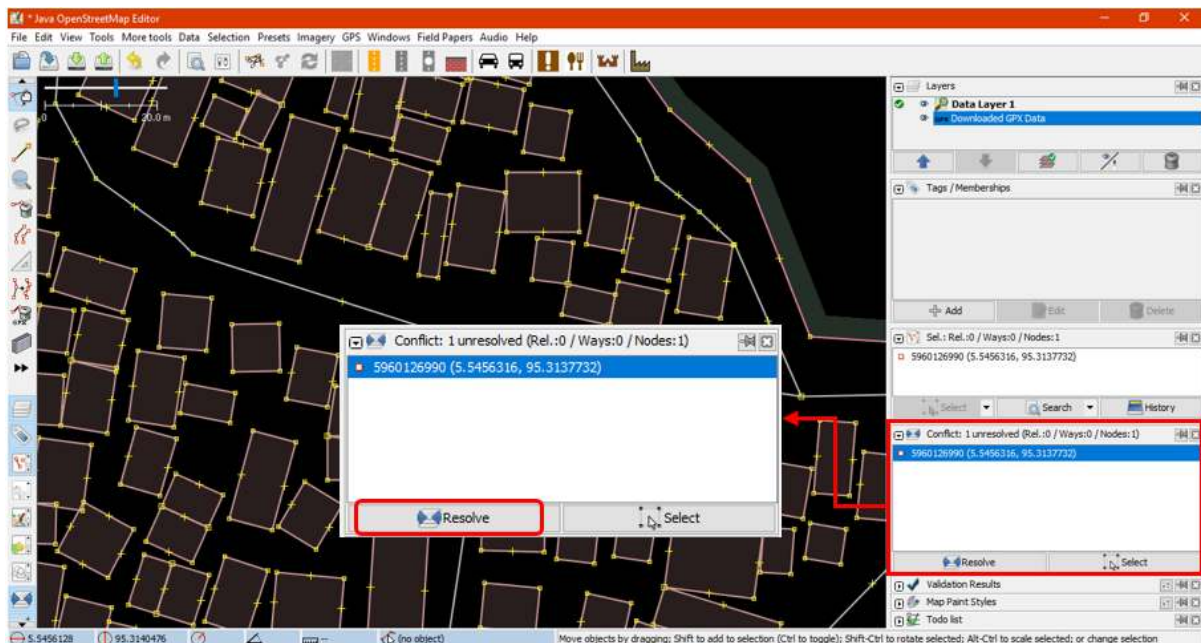 * Java OpenStreetMap Editor
File Edit View Tools More tools Data Selection Presets Imagery GPS Windows Field Papers Audio Help
0 20.0 m
Layers
Data Layer 1
GPX Downloaded GPX Data
Tags / Memberships
Add Edit Delete
Sel.: Rel.:0 / Ways:0 / Nodes:1
5960126990 (5.5456316, 95.3137732)
Select Search History
Conflict: 1 unresolved (Rel.:0 / Ways:0 / Nodes:1)
5960126990 (5.5456316, 95.3137732)
Resolve Select
Conflict: 1 unresolved (Rel.:0 / Ways:0 / Nodes:1)
5960126990 (5.5456316, 95.3137732)
Resolve Select
Validation Results
Map Paint Styles
Todo list
5.5456128 95.3140476 -- (no object) Move objects by dragging; Shift to add to selection (Ctrl to toggle); Shift-Ctrl to rotate selected; Alt-Ctrl to scale selected; or change selection